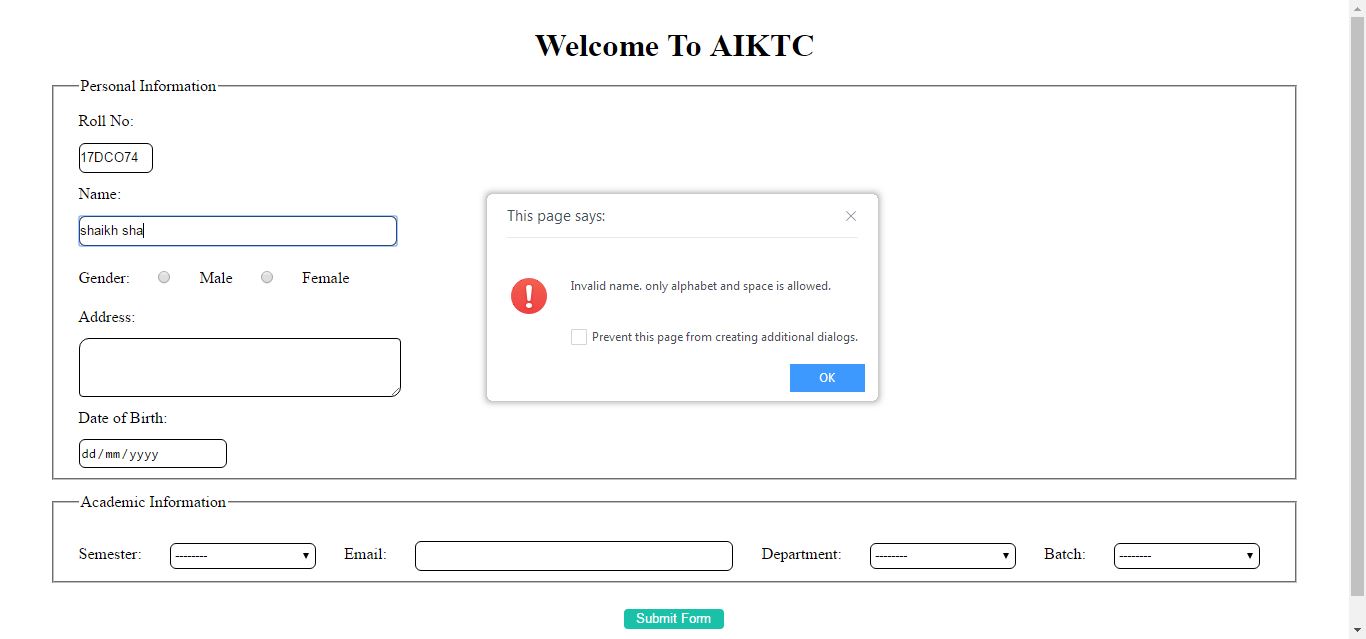 Welcome To AIKTC
Personal Information
Roll No:
17DCO74
Name:
shaikh sha
Gender: Male Female
Address:
Date of Birth:
dd/mm/yyyy
This page says:
Invalid name. only alphabet and space is allowed.
Prevent this page from creating additional dialogs.
OK
Academic Information
Semester: -------- Email: Department: -------- Batch: --------
Submit Form